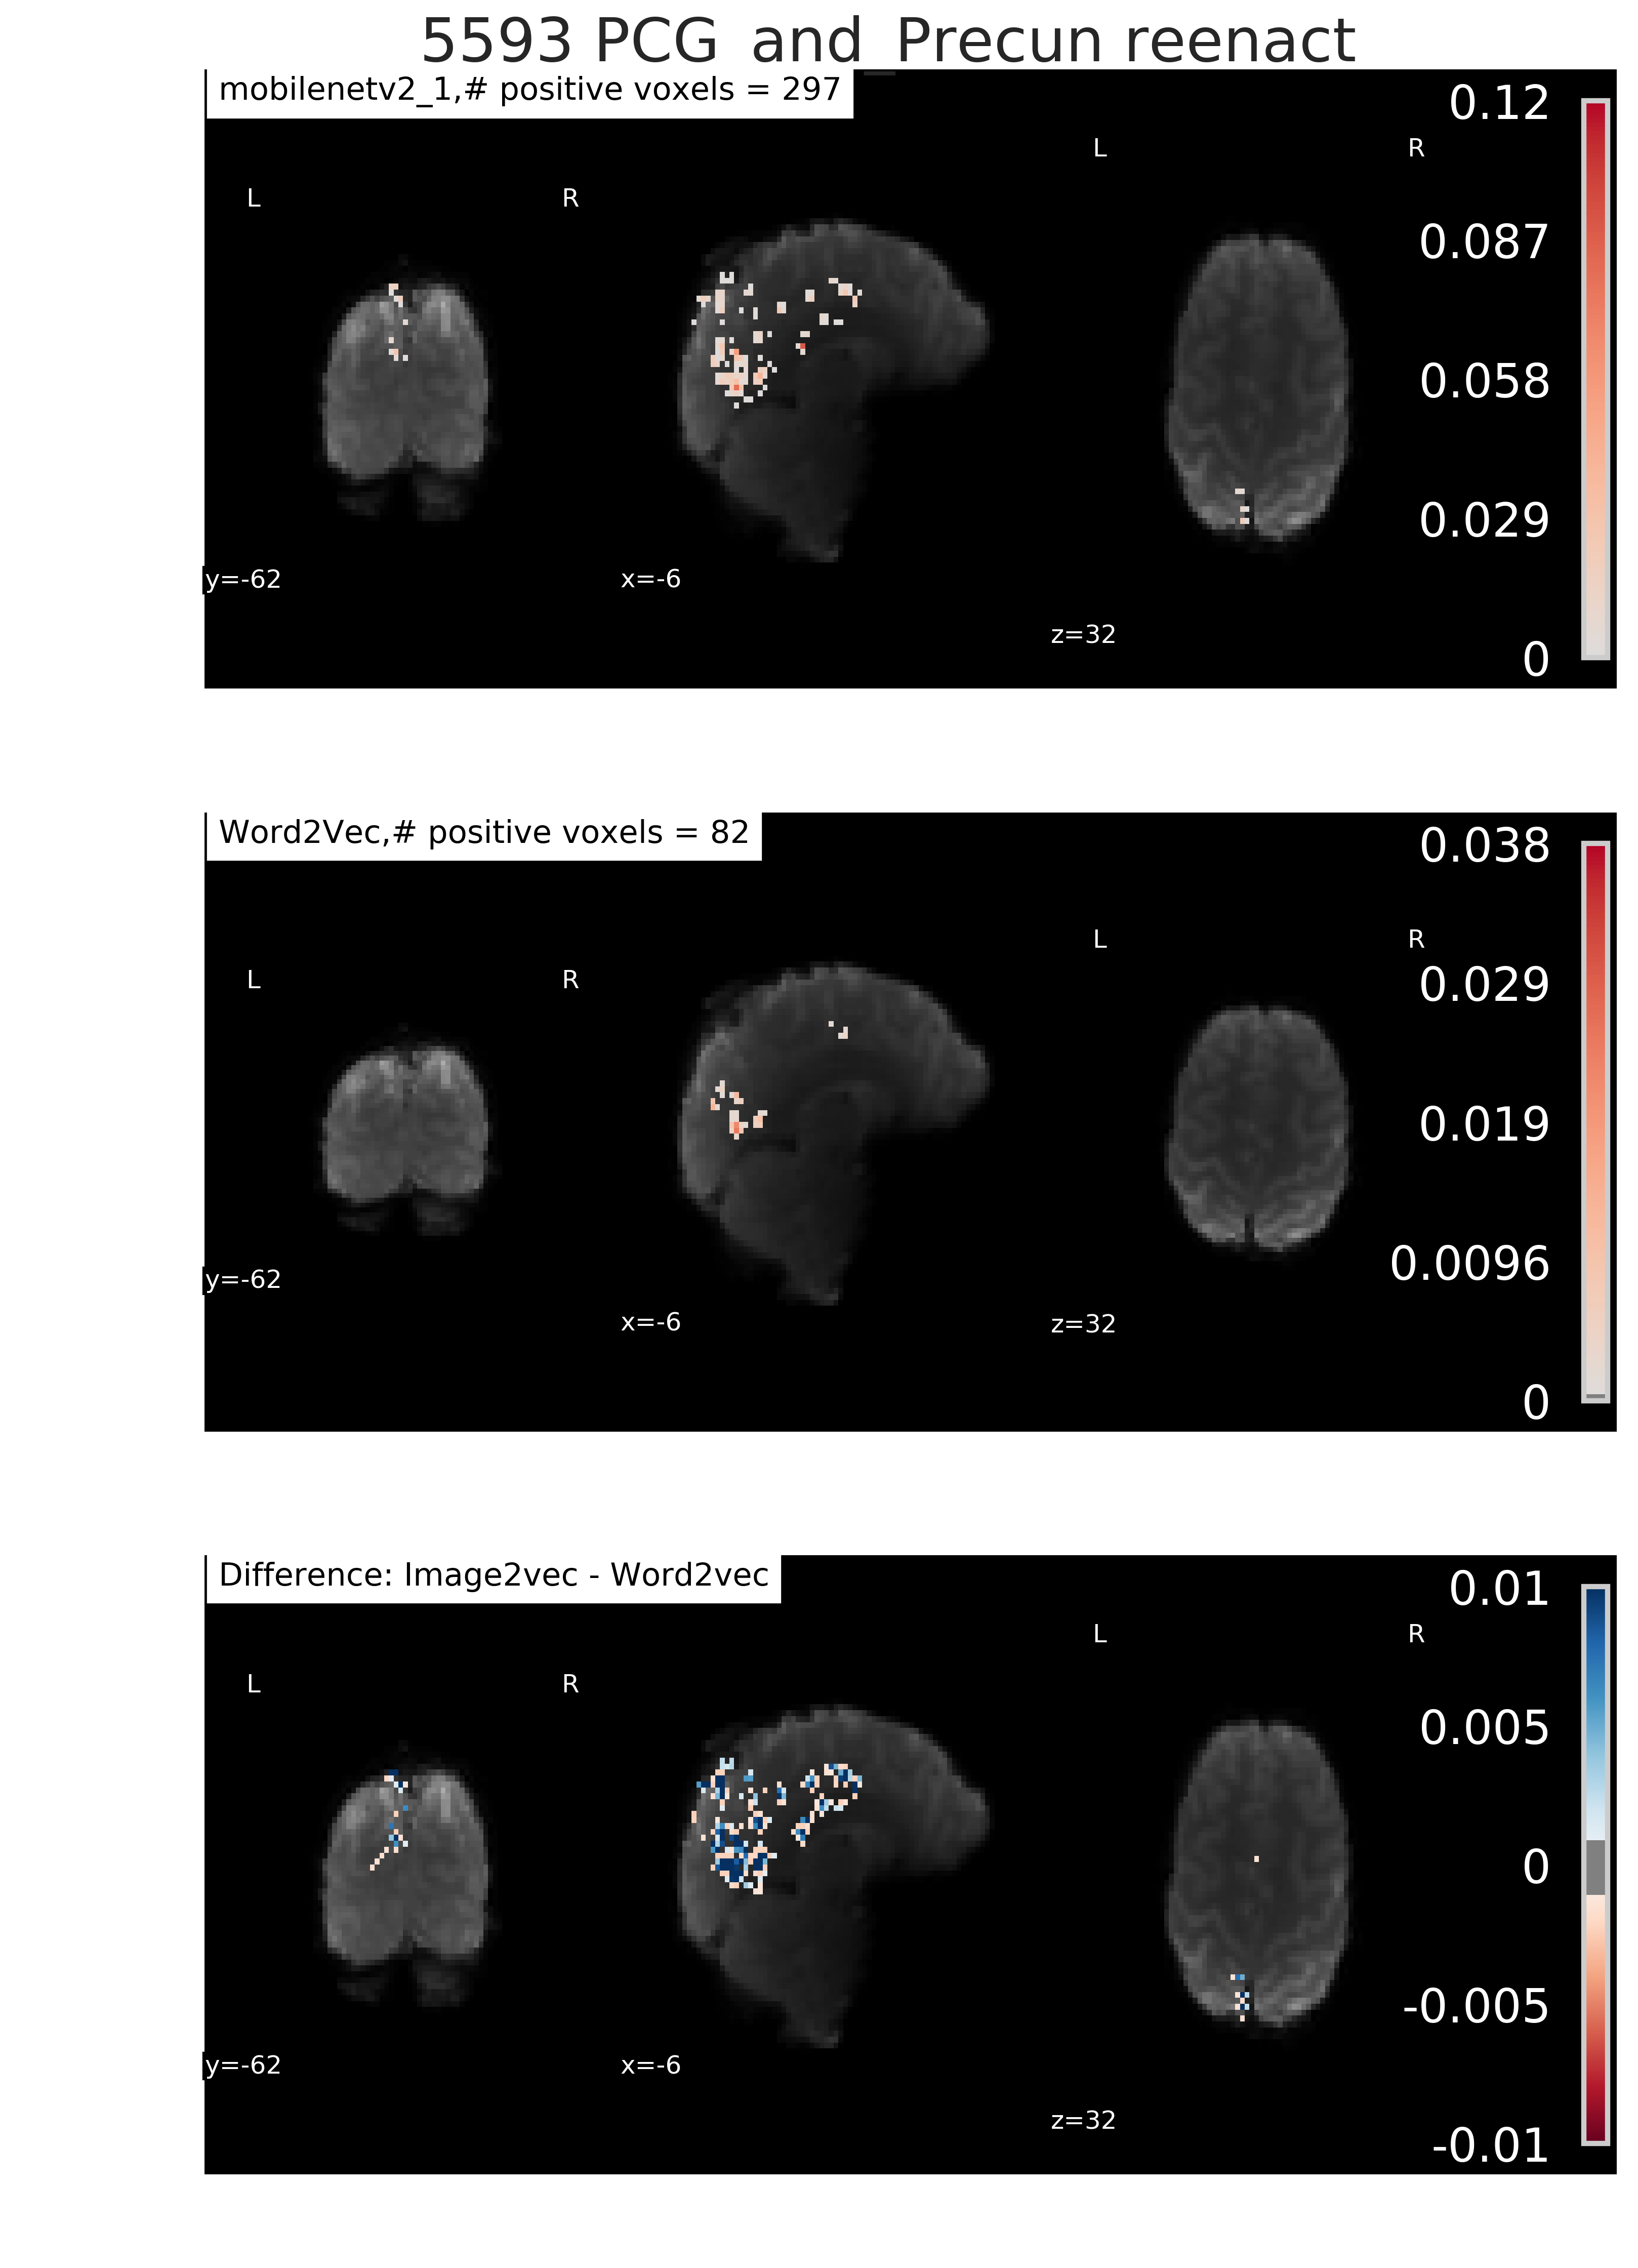 5593 PCG_and_Precun reenact
mobilenetv2_1,# positive voxels = 297
0.12
L R
L R
0.087
0.058
0.029
y=-62 x=-6
z=32
0
Word2Vec,# positive voxels = 82
0.038
L R
L R
0.029
0.019
0.0096
y=-62
x=-6 z=32
0
Difference: Image2vec - Word2vec
0.01
L R
L R
0.005
0
-0.005
y=-62 x=-6
z=32
-0.01